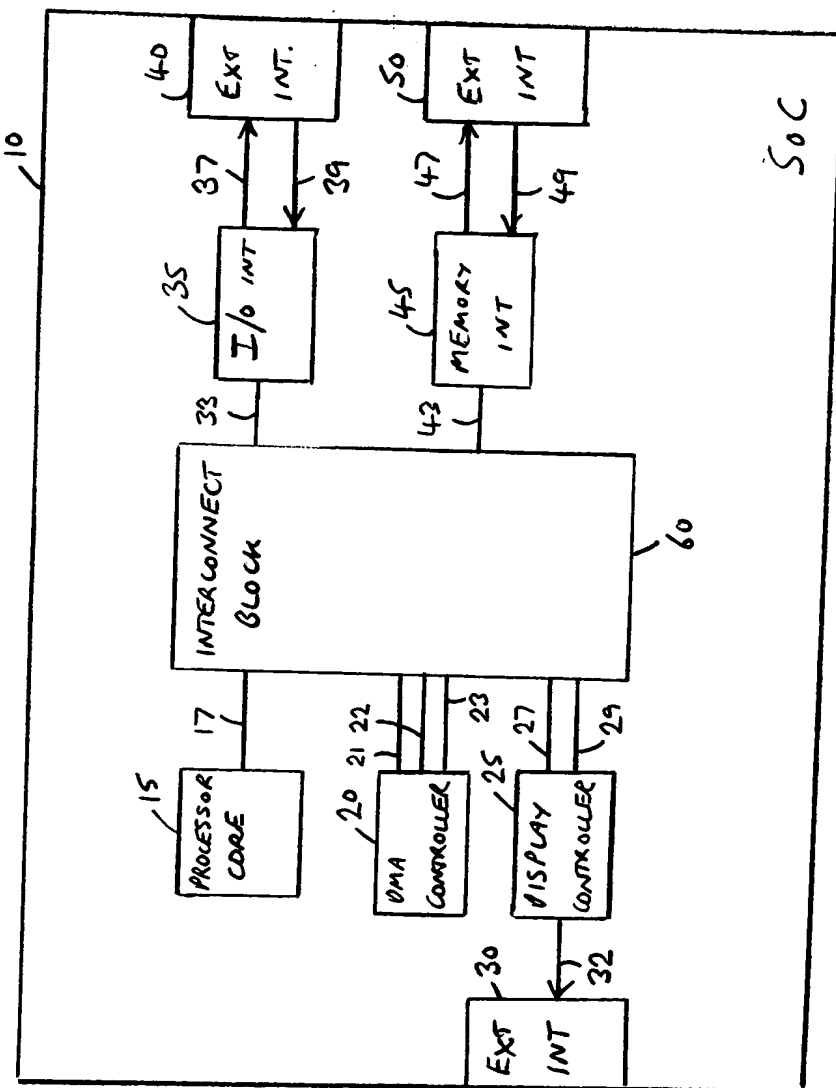 10
15
PROCESSOR
CORE
17
INTERCONNECT
BLOCK
33
35
I/O INT
37
39
40
EXT
INT.
20
DMA
CONTROLLER
21
22
23
43
45
MEMORY
INT
47
49
50
EXT
INT
30
EXT
INT
32
25
DISPLAY
CONTROLLER
27
29
60
SoC